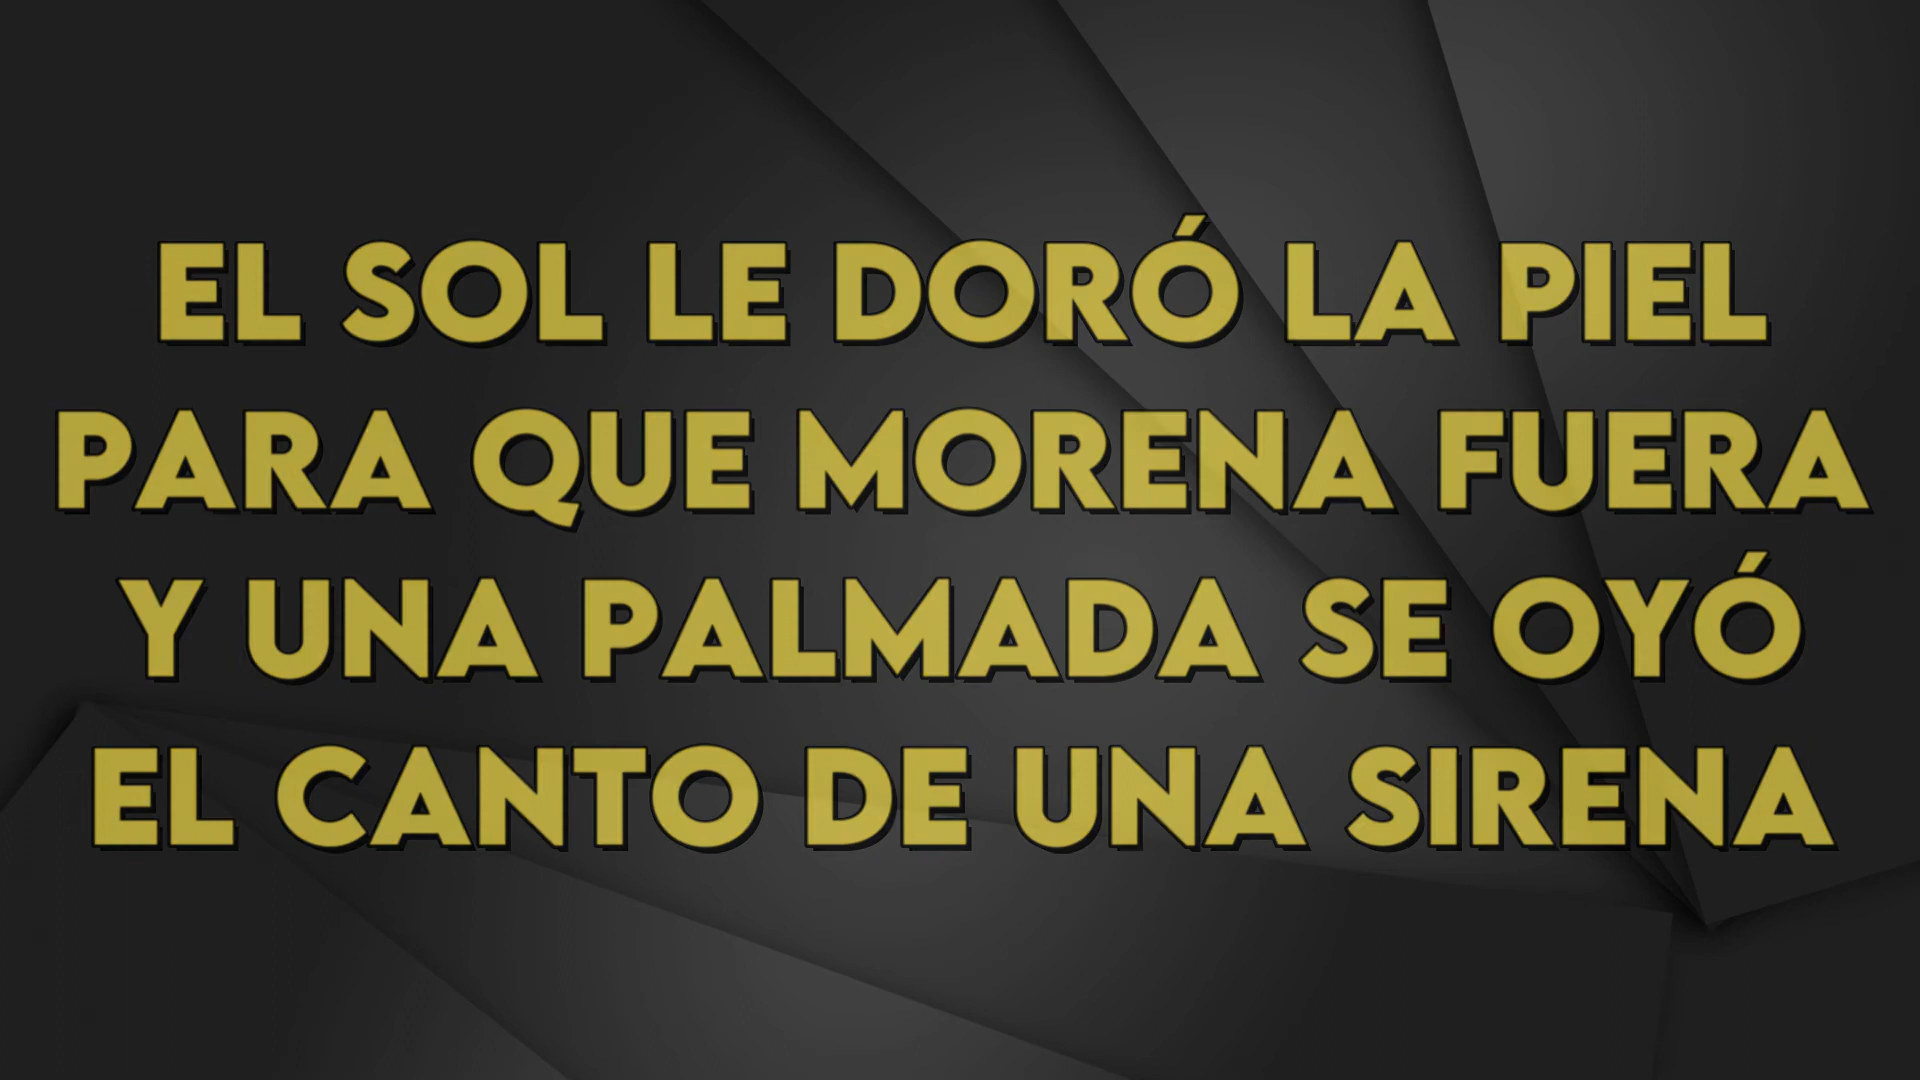 EL SOL LE DORÓ LA PIEL
PARA QUE MORENA FUERA
Y UNA PALMADA SE OYÓ
EL CANTO DE UNA SIRENA